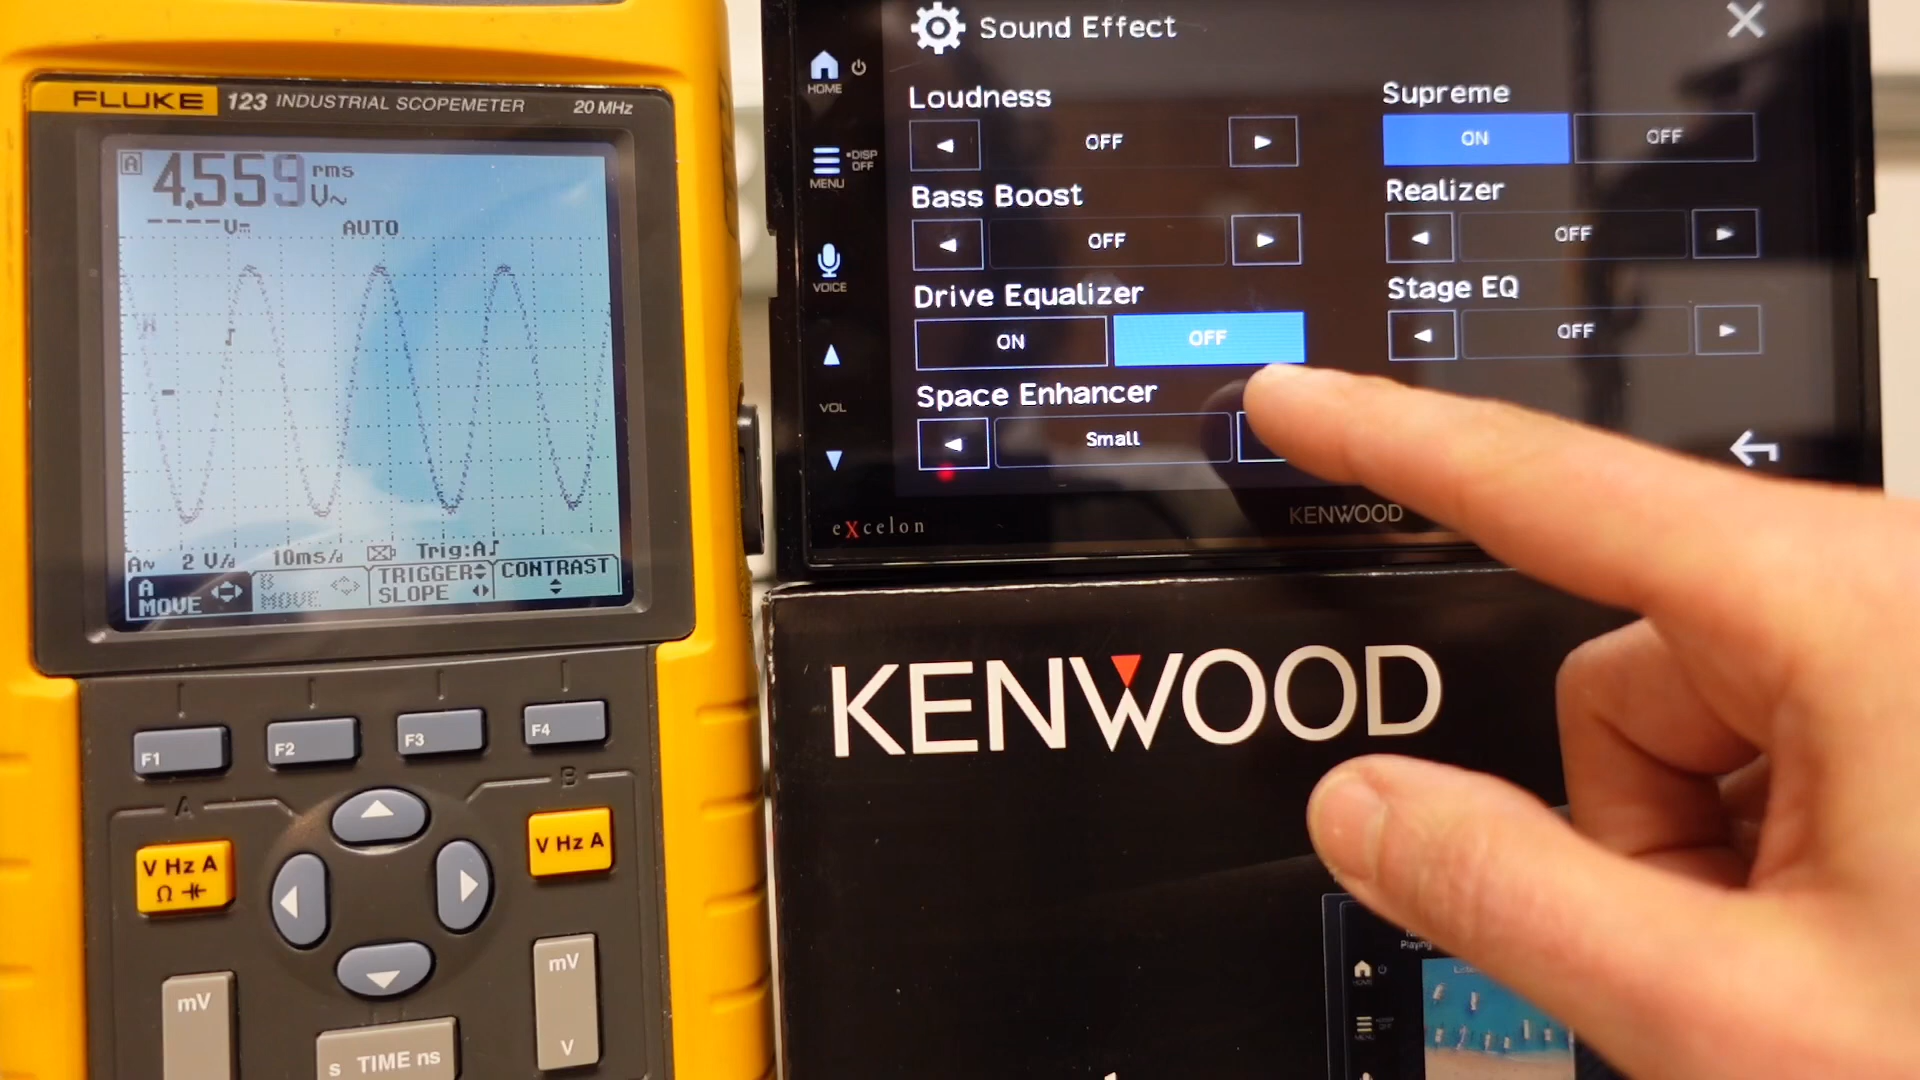 FLUKE 123 INDUSTRIAL SCOPEMETER 20 MHz
A 4.559 rms V~
----V AUTO
A
A~ 2 V/d 10ms/d Trig:A
A MOVE
B MOVE
TRIGGER SLOPE
CONTRAST
F1 F2 F3 F4
A B
V Hz A Ω
V Hz A
mV
mV
V
s TIME ns
HOME
MENU
•DISP OFF
VOICE
VOL
Sound Effect
Loudness
OFF
Bass Boost
OFF
Drive Equalizer
ON OFF
Space Enhancer
Small
Supreme
ON OFF
Realizer
OFF
Stage EQ
OFF
eXcelon
KENWOOD
KENWOOD
Playing
HOME
MENU